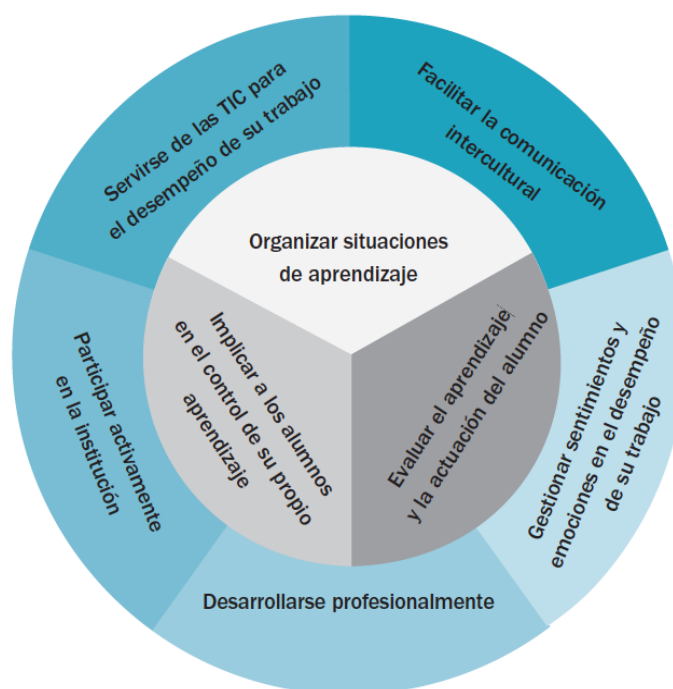 Servirse de las TIC para
el desempeño de su trabajo
Facilitar la comunicación
intercultural
Organizar situaciones
de aprendizaje
Implicar a los alumnos
en el control de su propio
aprendizaje
Evaluar el aprendizaje
y la actuación del alumno
Participar activamente
en la institución
Gestionar sentimientos y
emociones en el desempeño
de su trabajo
Desarrollarse profesionalmente